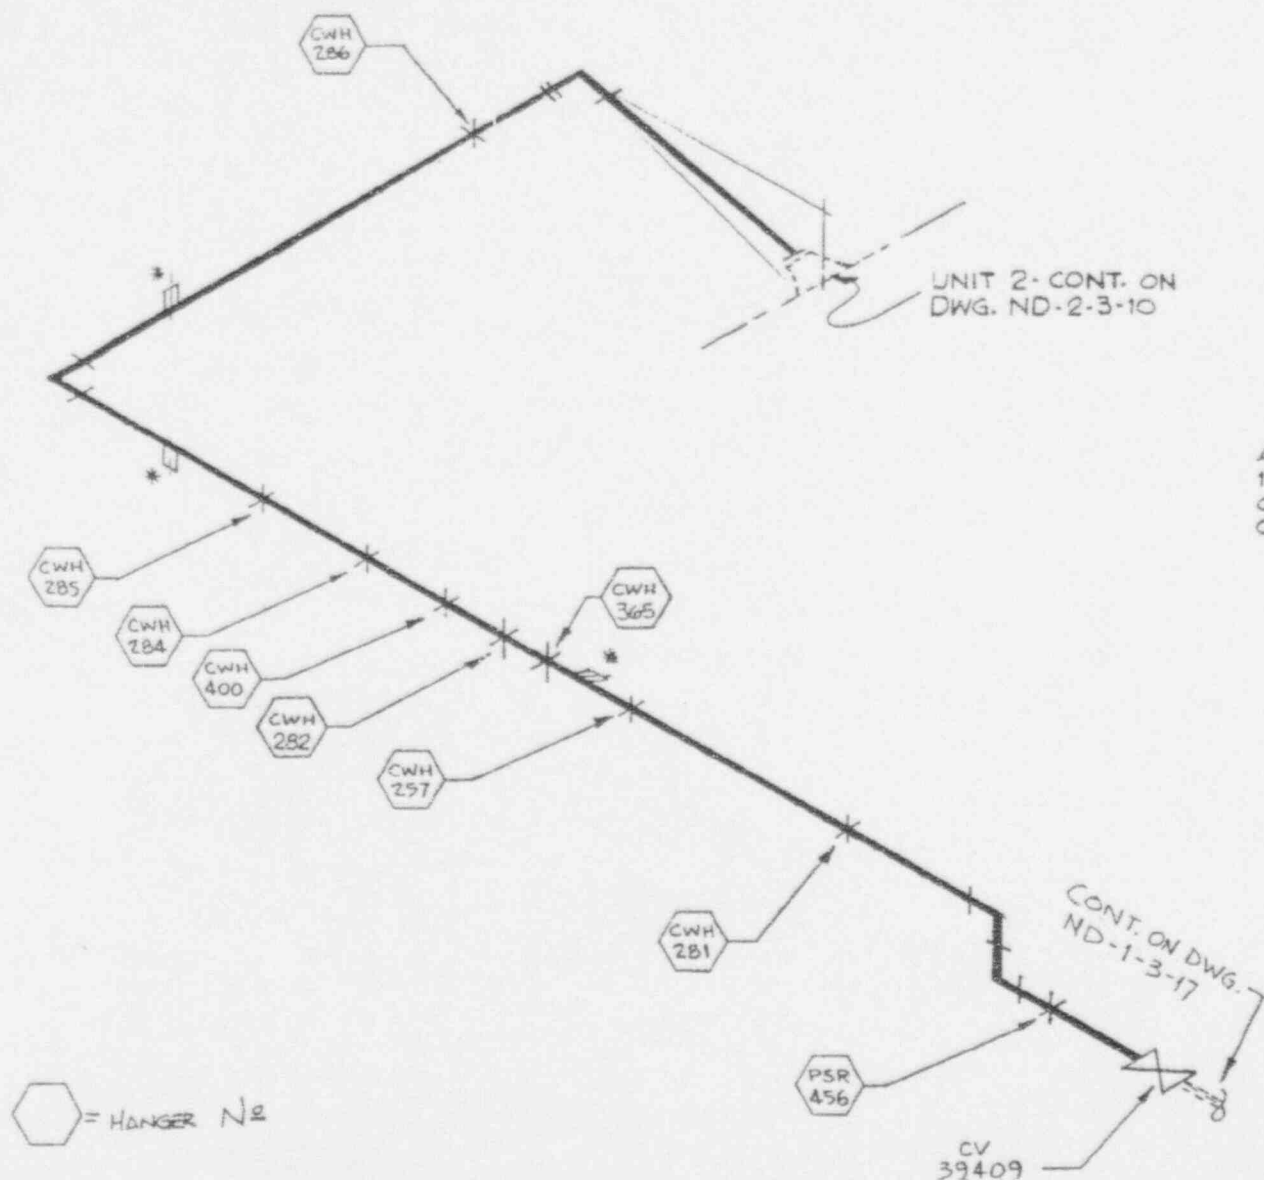 CWH
286
UNIT 2 - CONT. ON
DWG. ND-2-3-10
*
*
CWH
285
CWH
284
CWH
400
CWH
282
CWH
365
*
CWH
257
CWH
281
CONT. ON DWG.
ND-1-3-17
PSR
456
CV
39409
= HANGER Nº